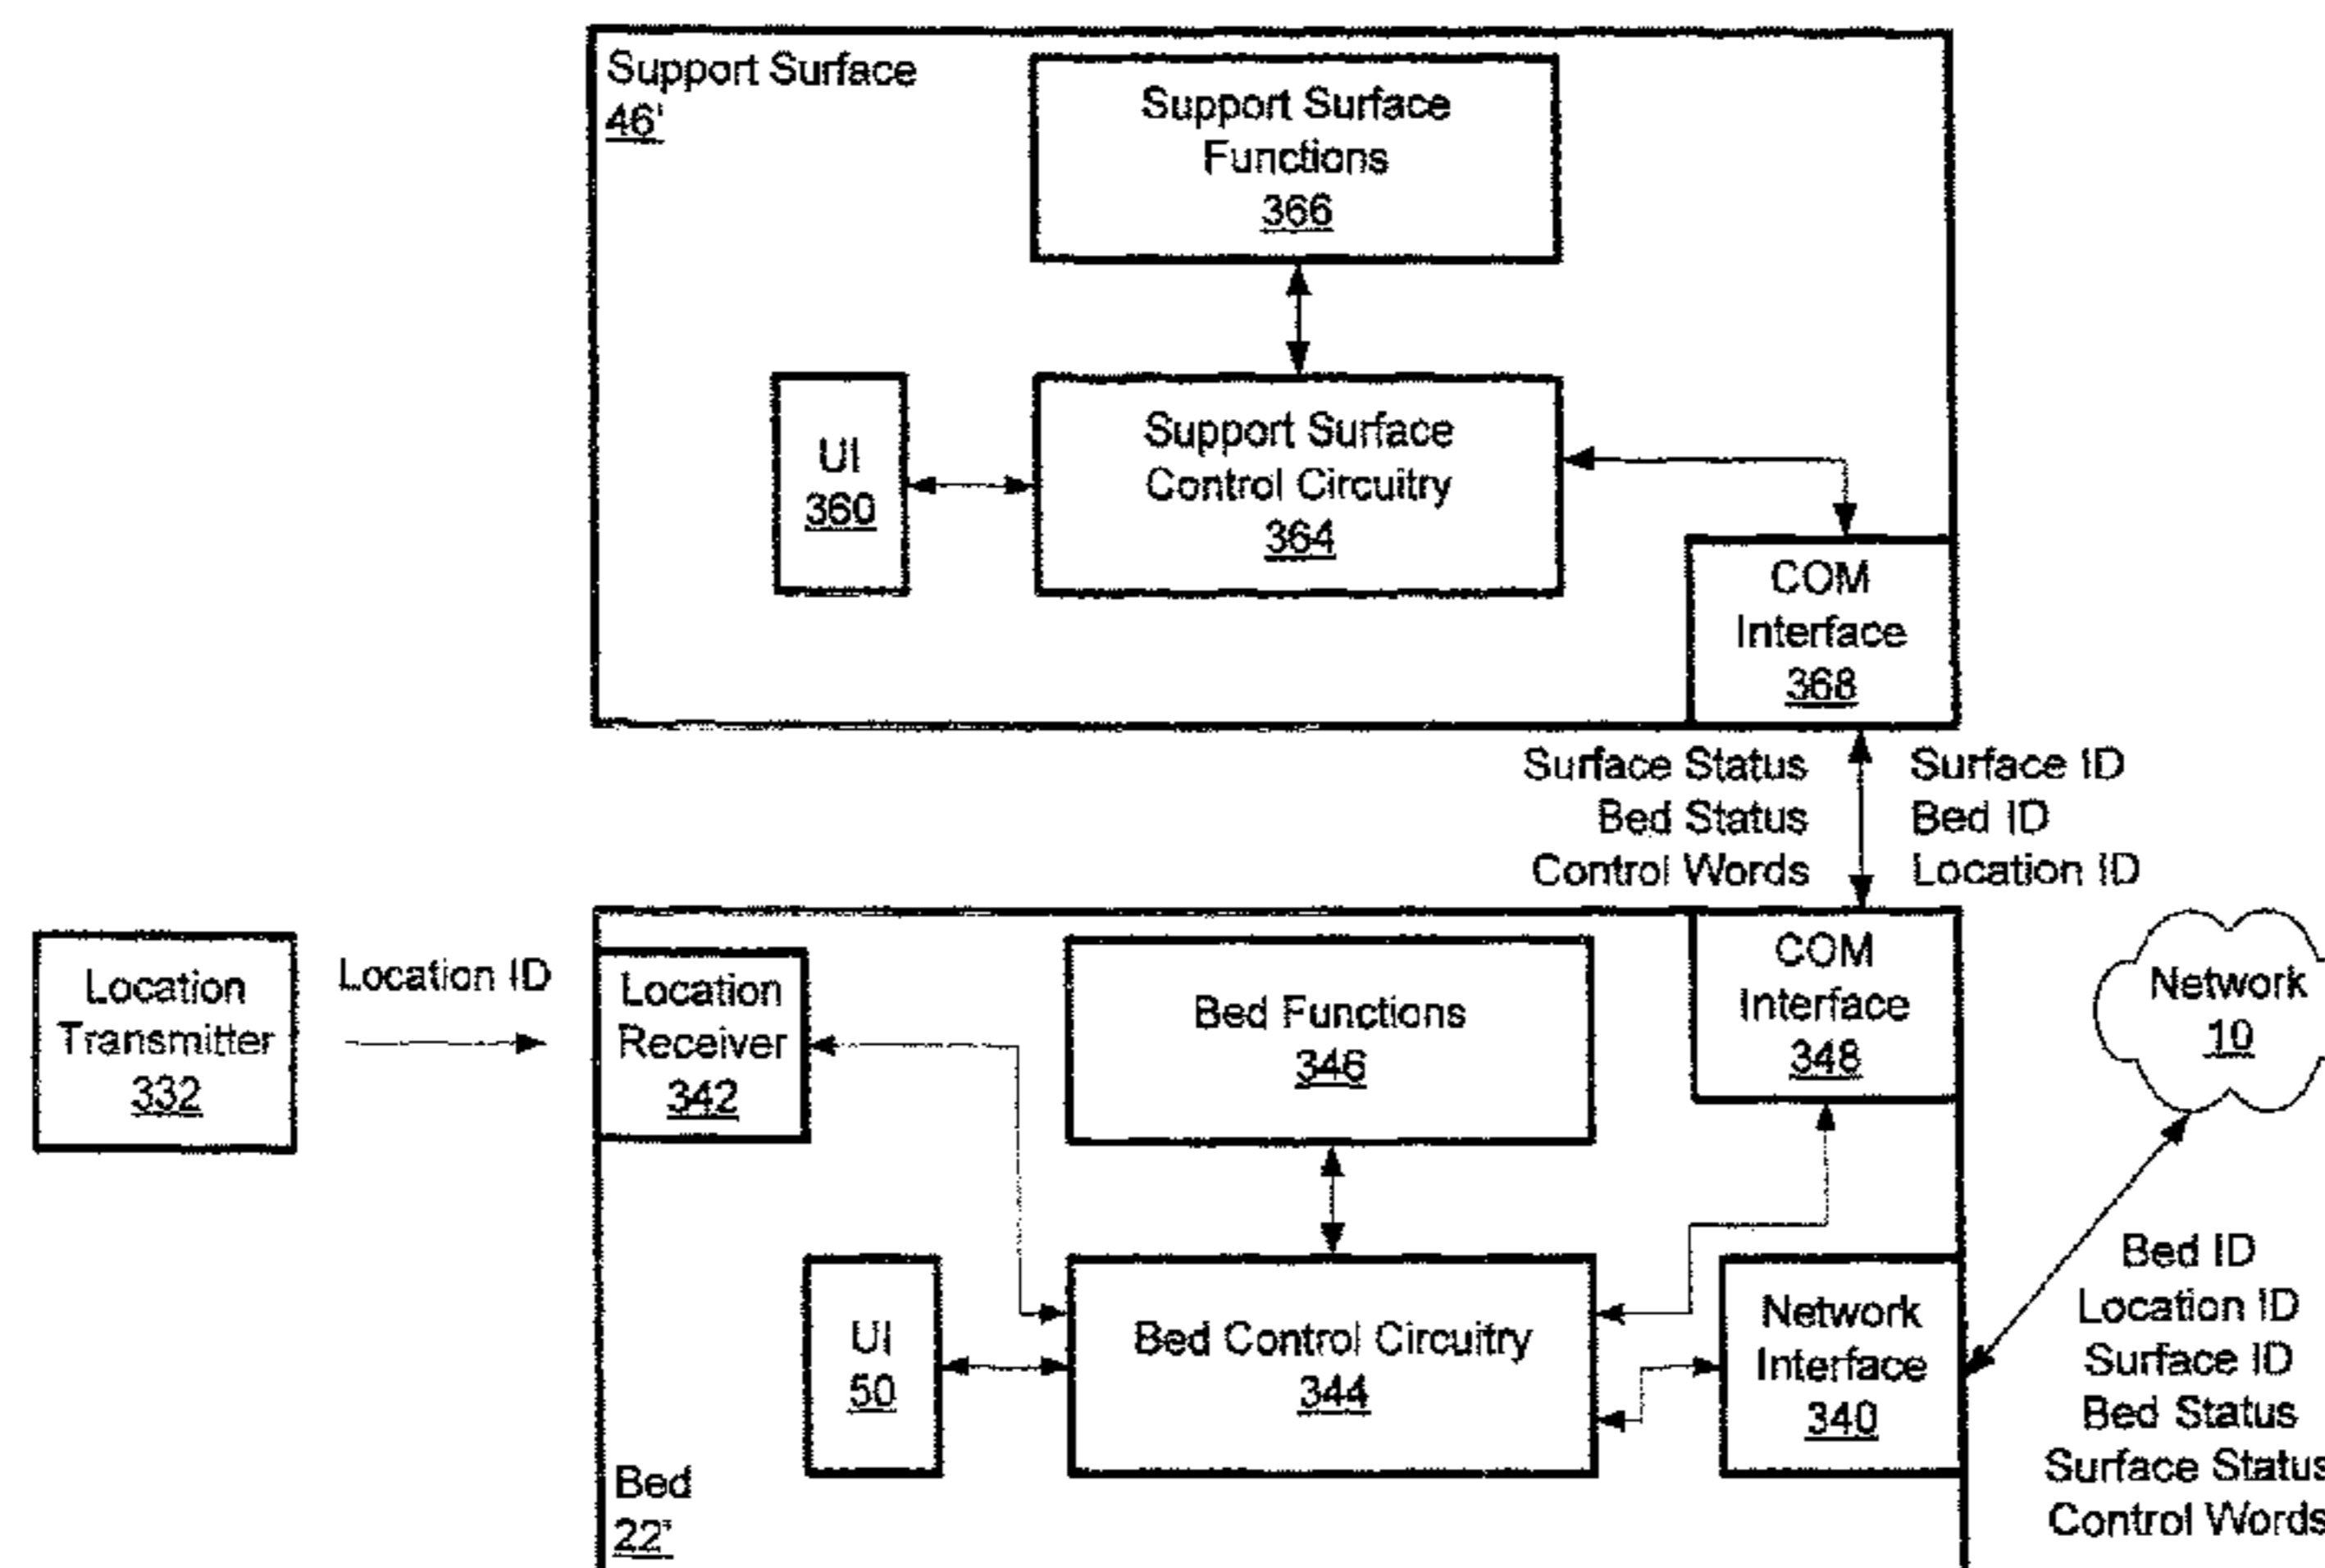 Support Surface
46'
Support Surface
Functions
366
UI
360
Support Surface
Control Circuitry
364
COM
Interface
368
Surface Status
Bed Status
Control Words
Surface ID
Bed ID
Location ID
Location
Transmitter
332
Location ID
Location
Receiver
342
Bed Functions
346
COM
Interface
348
Network
10
UI
50
Bed Control Circuitry
344
Network
Interface
340
Bed ID
Location ID
Surface ID
Bed Status
Surface Status
Control Words
Bed
22'